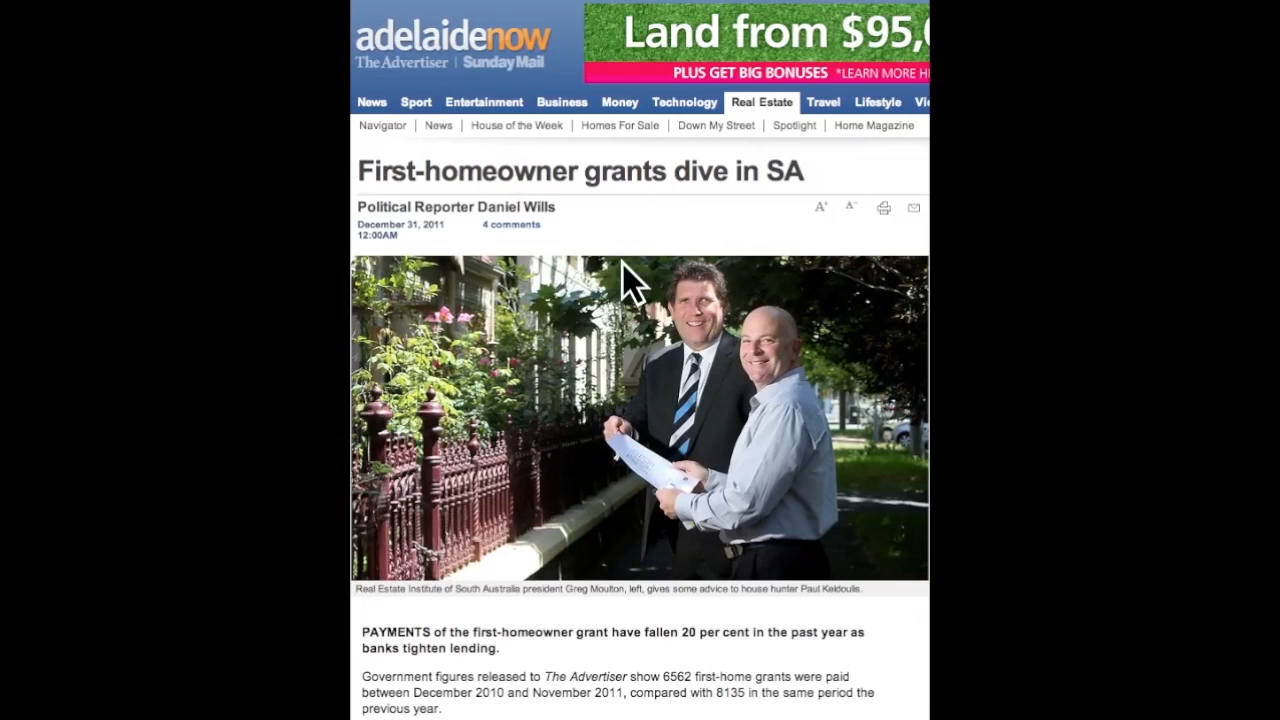 adelaidenow
The Advertiser | Sunday Mail
Land from $95,
PLUS GET BIG BONUSES *LEARN MORE
News Sport Entertainment Business Money Technology Real Estate Travel Lifestyle
Navigator | News | House of the Week | Homes For Sale | Down My Street | Spotlight | Home Magazine
First-homeowner grants dive in SA
Political Reporter Daniel Wills
A+ A-
December 31, 2011 4 comments
12:00AM
Real Estate Institute of South Australia president Greg Moulton, left, gives some advice to house hunter Paul Keldoulis.
PAYMENTS of the first-homeowner grant have fallen 20 per cent in the past year as
banks tighten lending.
Government figures released to The Advertiser show 6562 first-home grants were paid
between December 2010 and November 2011, compared with 8135 in the same period the
previous year.